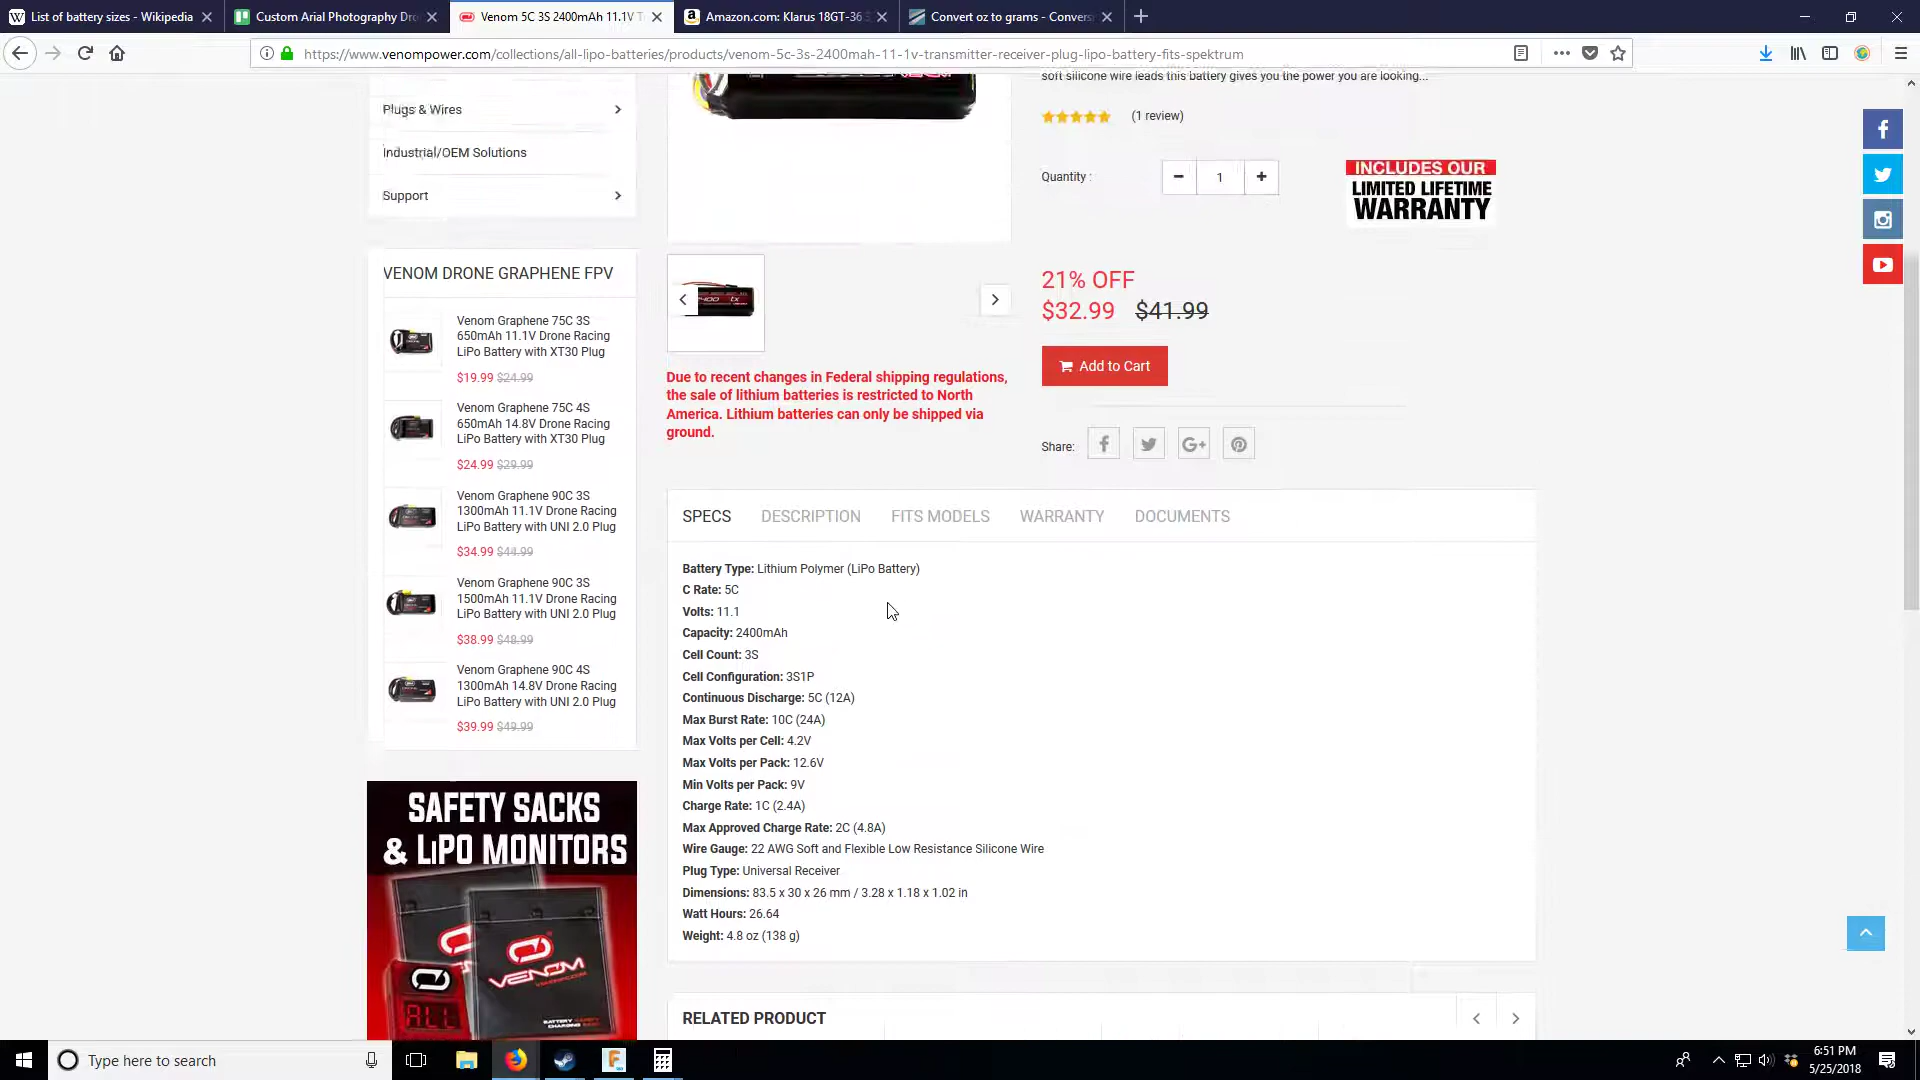 List of battery sizes - Wikipedia
Custom Arial Photography Dro
Venom 5C 3S 2400mAh 11.1V T
Amazon.com: Klarus 18GT-36 3
Convert oz to grams - Convers
https://www.venompower.com/collections/all-lipo-batteries/products/venom-5c-3s-2400mah-11-1v-transmitter-receiver-plug-lipo-battery-fits-spektrum
soft silicone wire leads this battery gives you the power you are looking...
Plugs & Wires
Industrial/OEM Solutions
Support
(1 review)
Quantity :
1
INCLUDES OUR
LIMITED LIFETIME
WARRANTY
21% OFF
$32.99 $41.99
Add to Cart
Share:
Due to recent changes in Federal shipping regulations,
the sale of lithium batteries is restricted to North
America. Lithium batteries can only be shipped via
ground.
VENOM DRONE GRAPHENE FPV
Venom Graphene 75C 3S
650mAh 11.1V Drone Racing
LiPo Battery with XT30 Plug
$19.99 $24.99
Venom Graphene 75C 4S
650mAh 14.8V Drone Racing
LiPo Battery with XT30 Plug
$24.99 $29.99
Venom Graphene 90C 3S
1300mAh 11.1V Drone Racing
LiPo Battery with UNI 2.0 Plug
$34.99 $44.99
Venom Graphene 90C 3S
1500mAh 11.1V Drone Racing
LiPo Battery with UNI 2.0 Plug
$38.99 $48.99
Venom Graphene 90C 4S
1300mAh 14.8V Drone Racing
LiPo Battery with UNI 2.0 Plug
$39.99 $49.99
SAFETY SACKS
& LiPO MONITORS
VENOM
ALL
SPECS DESCRIPTION FITS MODELS WARRANTY DOCUMENTS
Battery Type: Lithium Polymer (LiPo Battery)
C Rate: 5C
Volts: 11.1
Capacity: 2400mAh
Cell Count: 3S
Cell Configuration: 3S1P
Continuous Discharge: 5C (12A)
Max Burst Rate: 10C (24A)
Max Volts per Cell: 4.2V
Max Volts per Pack: 12.6V
Min Volts per Pack: 9V
Charge Rate: 1C (2.4A)
Max Approved Charge Rate: 2C (4.8A)
Wire Gauge: 22 AWG Soft and Flexible Low Resistance Silicone Wire
Plug Type: Universal Receiver
Dimensions: 83.5 x 30 x 26 mm / 3.28 x 1.18 x 1.02 in
Watt Hours: 26.64
Weight: 4.8 oz (138 g)
RELATED PRODUCT
Type here to search
6:51 PM
5/25/2018